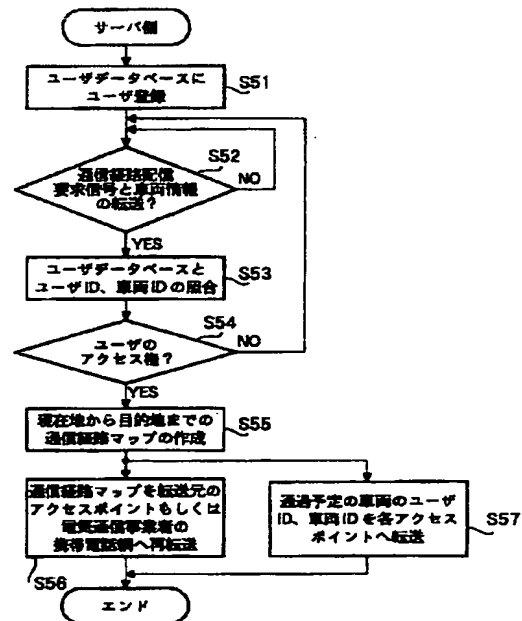 サーバ側
ユーザデータベースに
ユーザ登録
S51
通信経路配信
要求信号と車両情報
の転送？
S52
NO
YES
ユーザデータベースと
ユーザID、車両IDの照合
S53
ユーザの
アクセス権？
S54
NO
YES
現在地から目的地までの
通信経路マップの作成
S55
通信経路マップを転送元の
アクセスポイントもしくは
電気通信事業者の
携帯電話網へ再転送
S56
通過予定の車両のユーザ
ID、車両IDを各アクセス
ポイントへ転送
S57
エンド